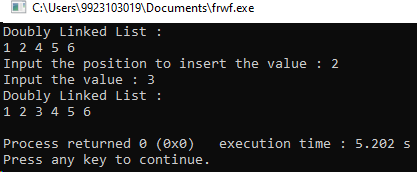 C:\Users\9923103019\Documents\frwf.exe
Doubly Linked List :
1 2 4 5 6
Input the position to insert the value : 2
Input the value : 3
Doubly Linked List :
1 2 3 4 5 6
Process returned 0 (0x0)   execution time : 5.202 s
Press any key to continue.